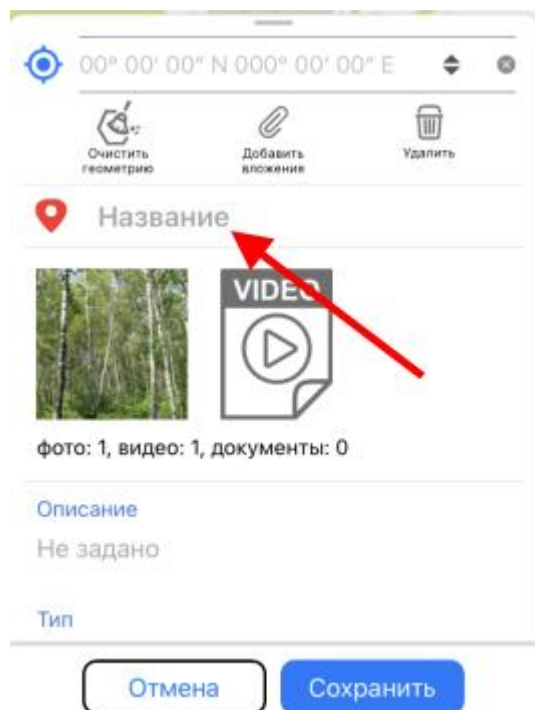 00° 00' 00" N 000° 00' 00" E
Очистить
геометрию
Добавить
вложения
Удалить
Название
VIDEO
фото: 1, видео: 1, документы: 0
Описание
Не задано
Тип
Отмена
Сохранить